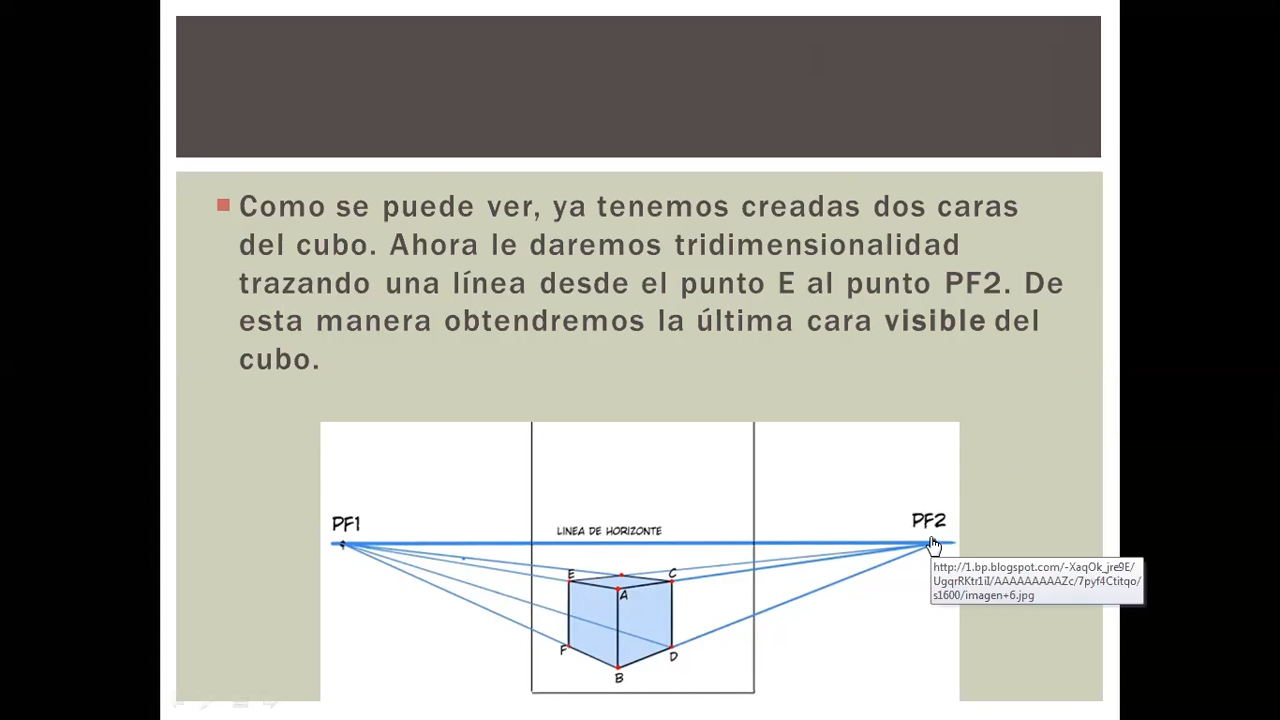 Como se puede ver, ya tenemos creadas dos caras
del cubo. Ahora le daremos tridimensionalidad
trazando una línea desde el punto E al punto PF2. De
esta manera obtendremos la última cara visible del
cubo.
PF1
LINEA DE HORIZONTE
PF2
http://1.bp.blogspot.com/-XaqOk_jre9E/
UgqrRKtr1iI/AAAAAAAAAZc/7pyf4Ctitqo/
s1600/imagen+6.jpg
E
C
A
F
D
B